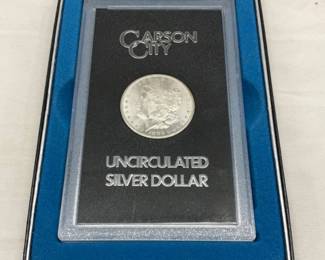 CARSON
CITY
UNCIRCULATED
SILVER DOLLAR